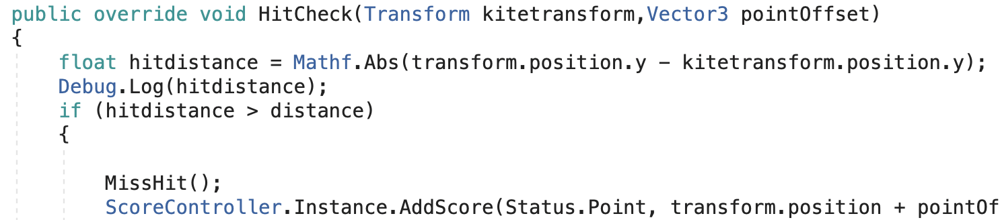 public override void HitCheck(Transform kitetransform,Vector3 pointOffset)
{
float hitdistance = Mathf.Abs(transform.position.y - kitetransform.position.y);
Debug.Log(hitdistance);
if (hitdistance > distance)
{
MissHit();
ScoreController.Instance.AddScore(Status.Point, transform.position + pointOf